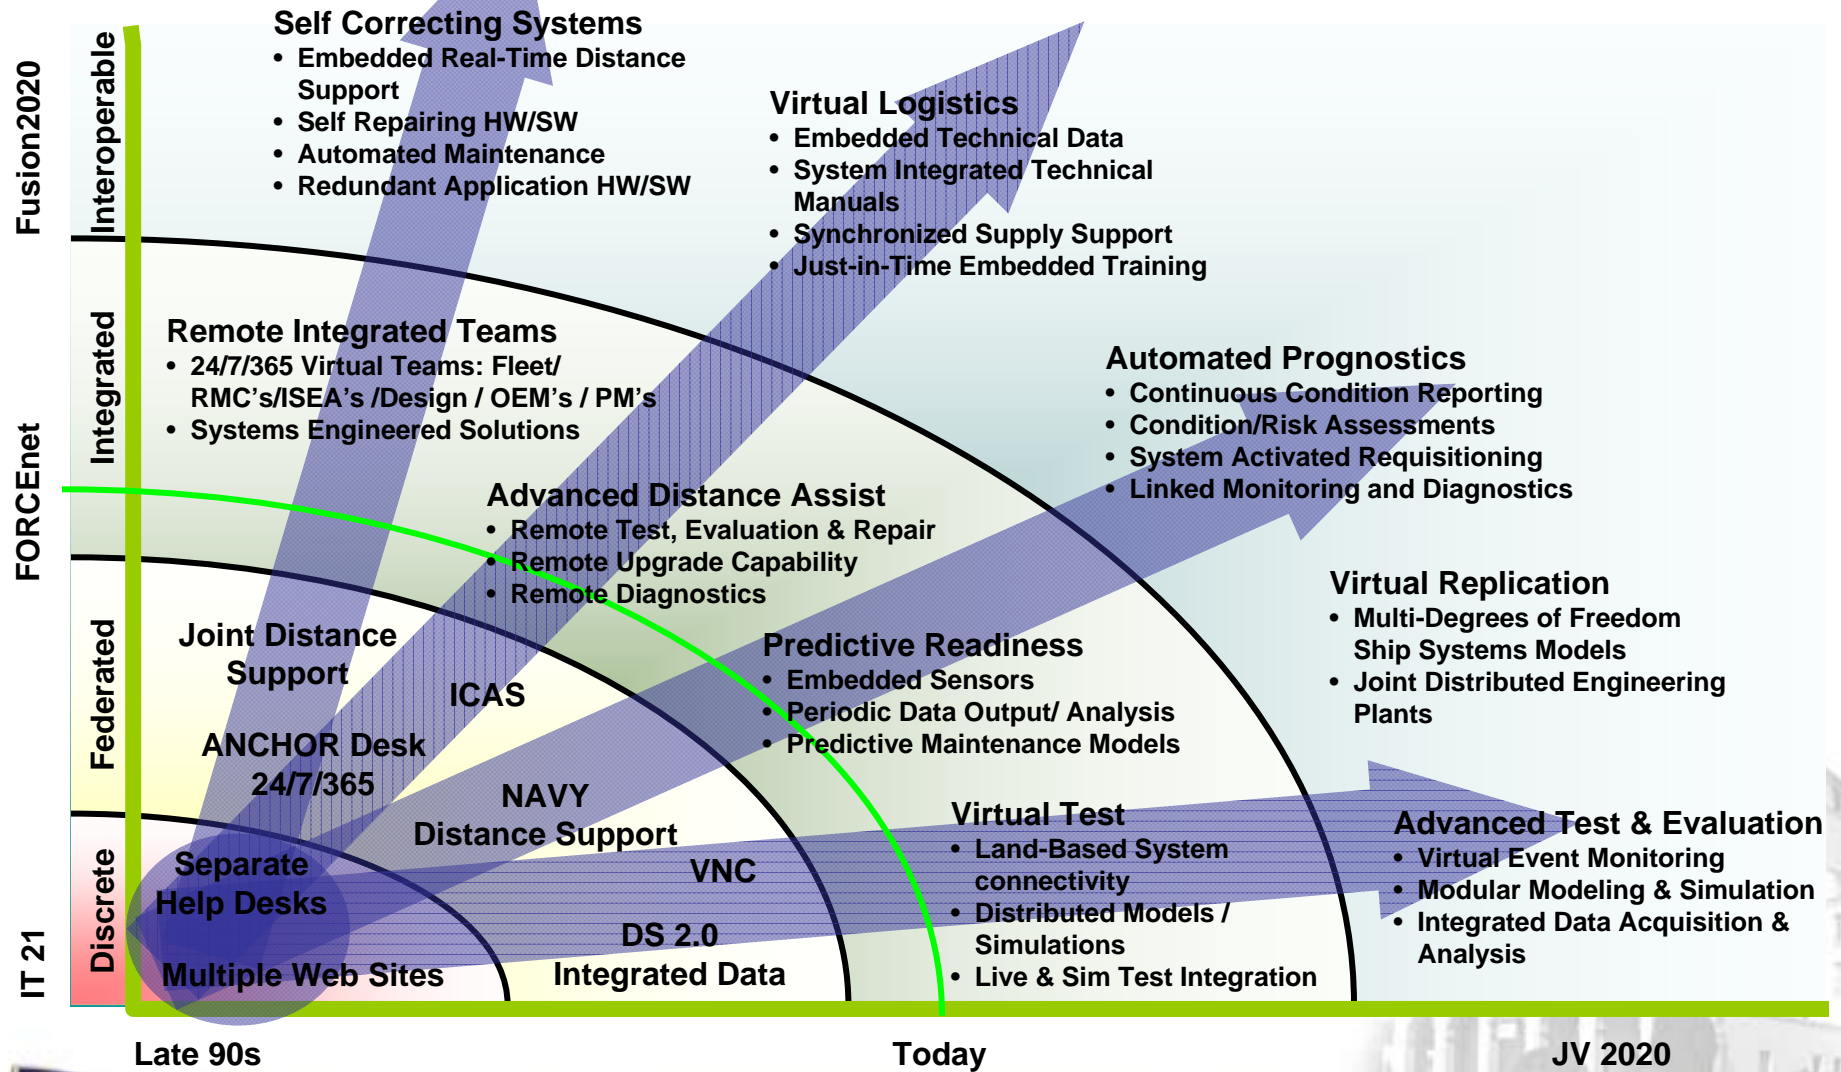 Fusion2020
FORCEnet
IT 21
Interoperable
Integrated
Federated
Discrete
Self Correcting Systems
• Embedded Real-Time Distance
Support
• Self Repairing HW/SW
• Automated Maintenance
• Redundant Application HW/SW
Virtual Logistics
• Embedded Technical Data
• System Integrated Technical
Manuals
• Synchronized Supply Support
• Just-in-Time Embedded Training
Remote Integrated Teams
• 24/7/365 Virtual Teams: Fleet/
RMC's/ISEA's /Design / OEM's / PM's
• Systems Engineered Solutions
Automated Prognostics
• Continuous Condition Reporting
• Condition/Risk Assessments
• System Activated Requisitioning
• Linked Monitoring and Diagnostics
Advanced Distance Assist
• Remote Test, Evaluation & Repair
• Remote Upgrade Capability
• Remote Diagnostics
Virtual Replication
• Multi-Degrees of Freedom
Ship Systems Models
• Joint Distributed Engineering
Plants
Joint Distance
Support
ICAS
Predictive Readiness
• Embedded Sensors
• Periodic Data Output/ Analysis
• Predictive Maintenance Models
ANCHOR Desk
24/7/365
NAVY
Distance Support
VNC
Virtual Test
• Land-Based System
connectivity
• Distributed Models /
Simulations
• Live & Sim Test Integration
Advanced Test & Evaluation
• Virtual Event Monitoring
• Modular Modeling & Simulation
• Integrated Data Acquisition &
Analysis
Separate
Help Desks
Multiple Web Sites
DS 2.0
Integrated Data
Late 90s
Today
JV 2020